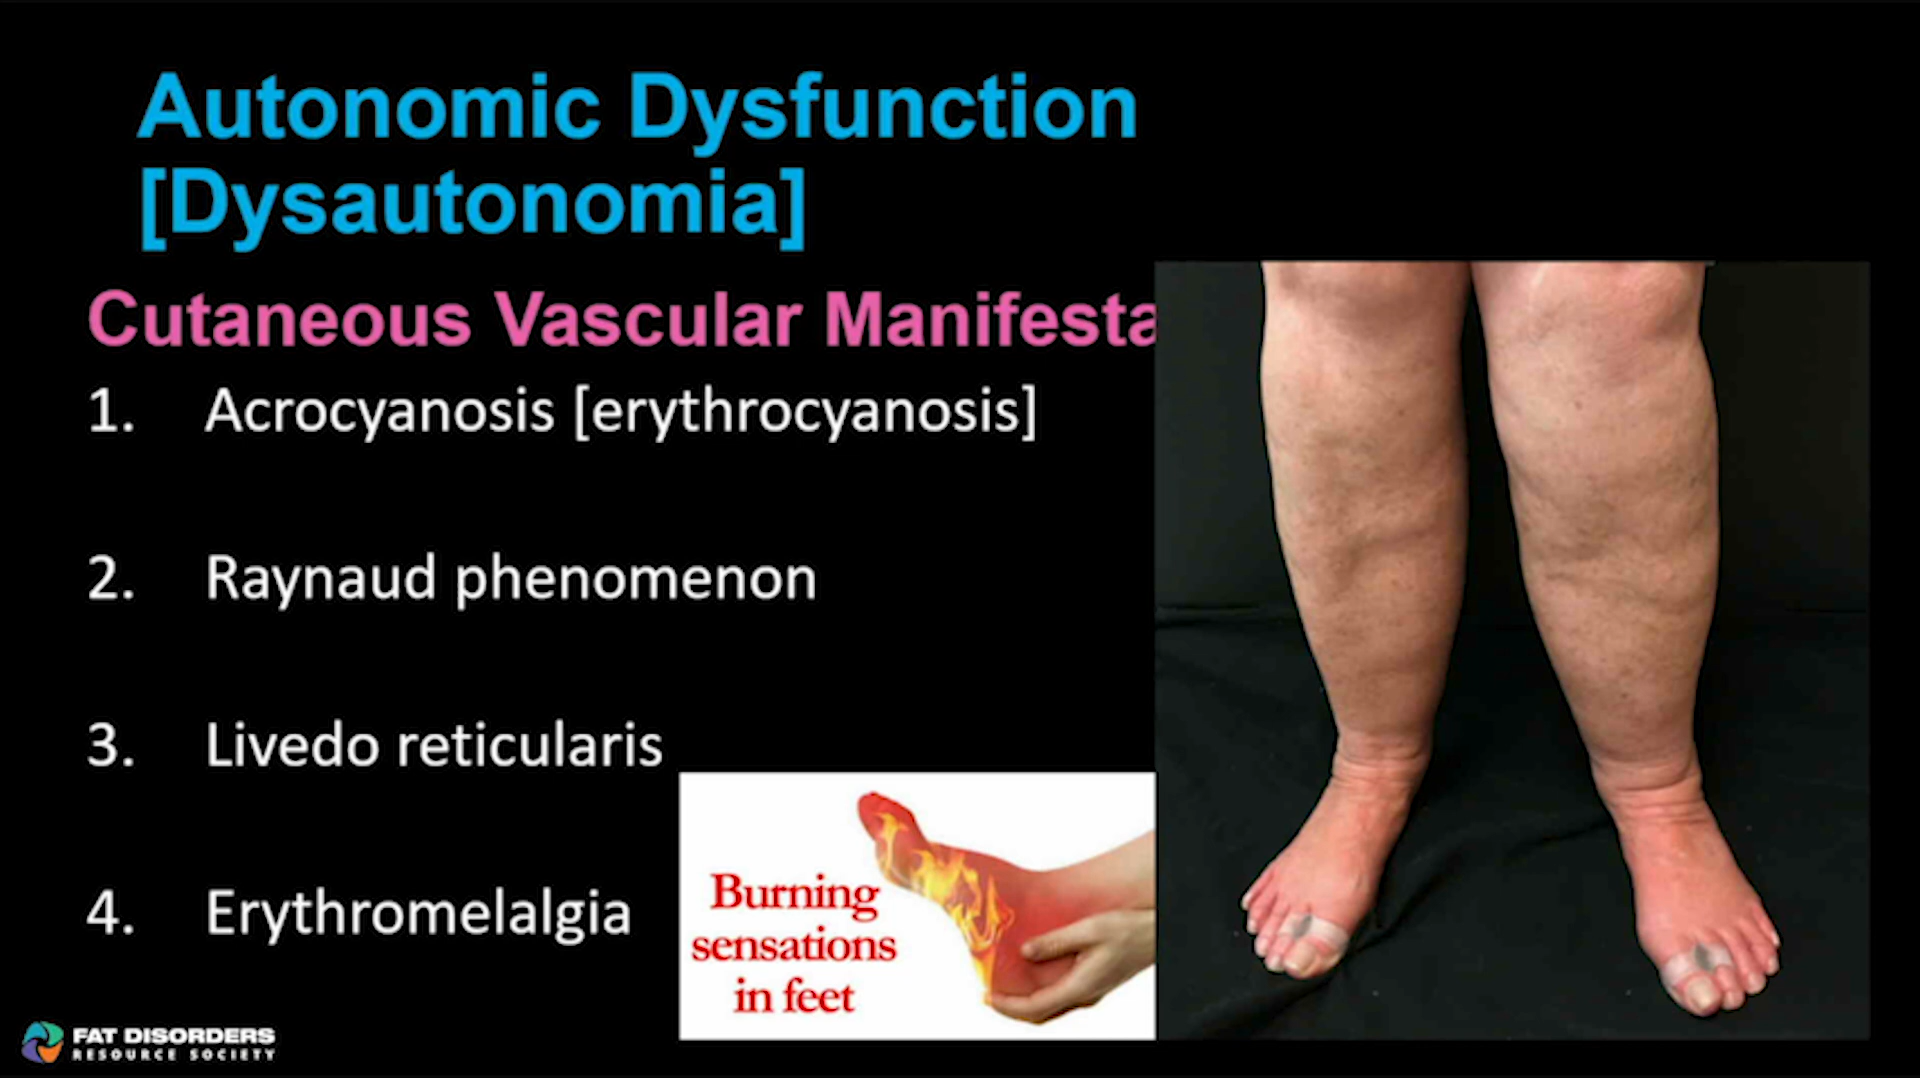 Autonomic Dysfunction
[Dysautonomia]
Cutaneous Vascular Manifesta
1. Acrocyanosis [erythrocyanosis]
2. Raynaud phenomenon
3. Livedo reticularis
4. Erythromelalgia
Burning
sensations
in feet
FAT DISORDERS
RESOURCE SOCIETY